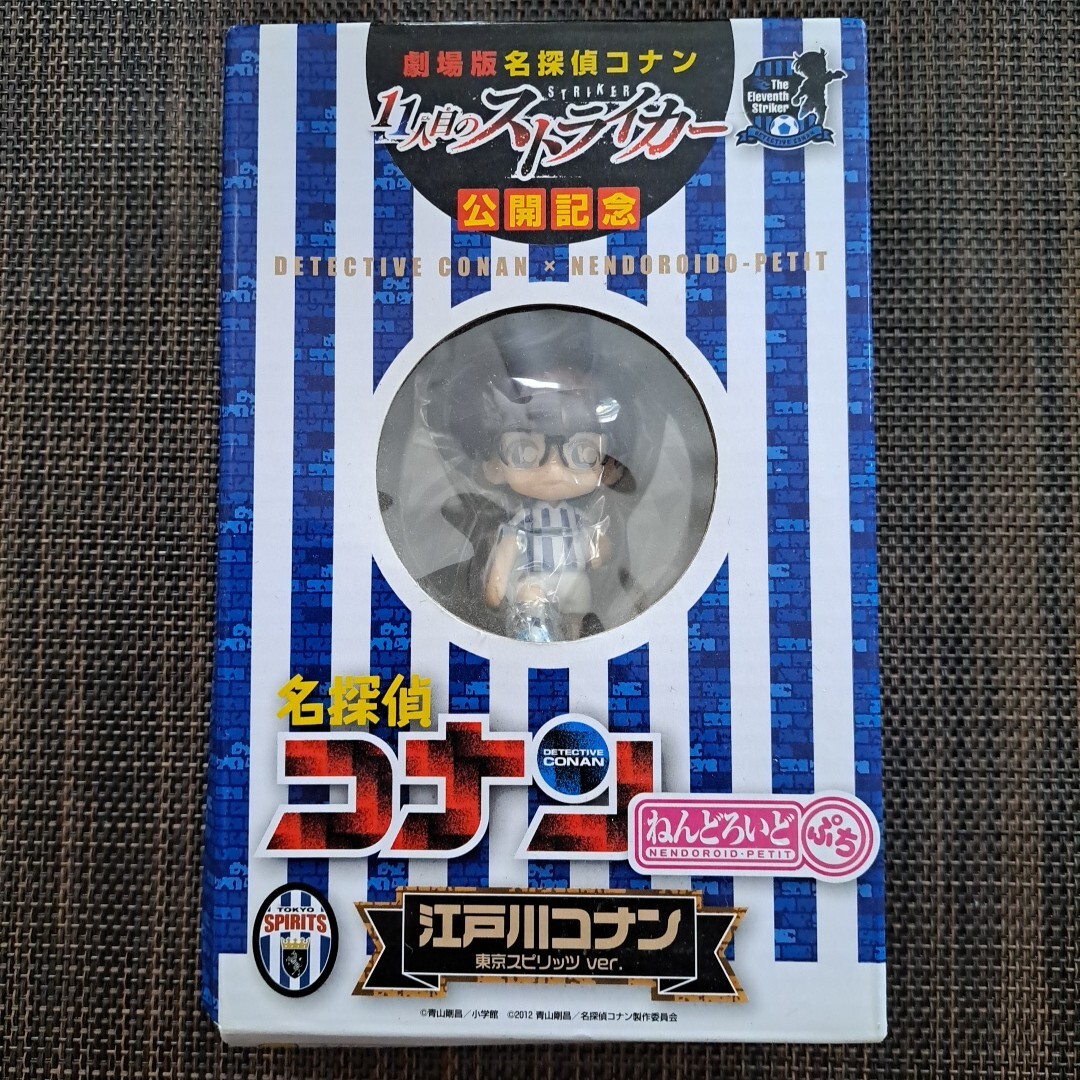 劇場版 名探偵コナン
STRIKER
11人目のストライカー
公開記念
The
Eleventh
Striker
DETECTIVE CONAN
DETECTIVE CONAN × NENDOROIDO-PETIT
名探偵
コナン
DETECTIVE
CONAN
ねんどろいど
NENDOROID・PETIT
ぷち
TOKYO
SPIRITS
江戸川コナン
東京スピリッツ ver.
©青山剛昌／小学館 ©2012 青山剛昌／名探偵コナン製作委員会